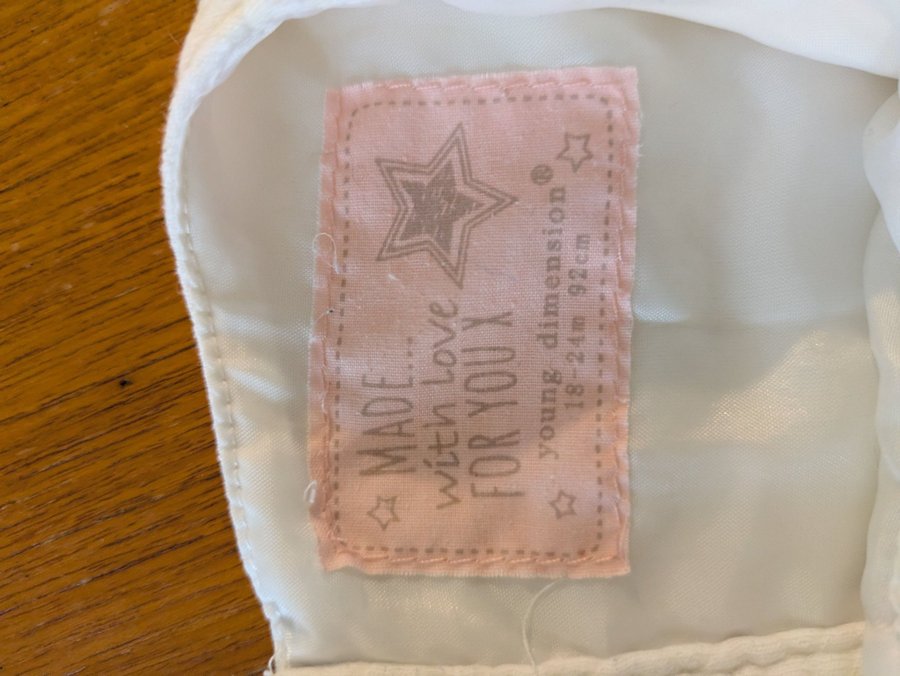 MADE....
with love
FOR YOU X
young dimension®
18-24m 92cm